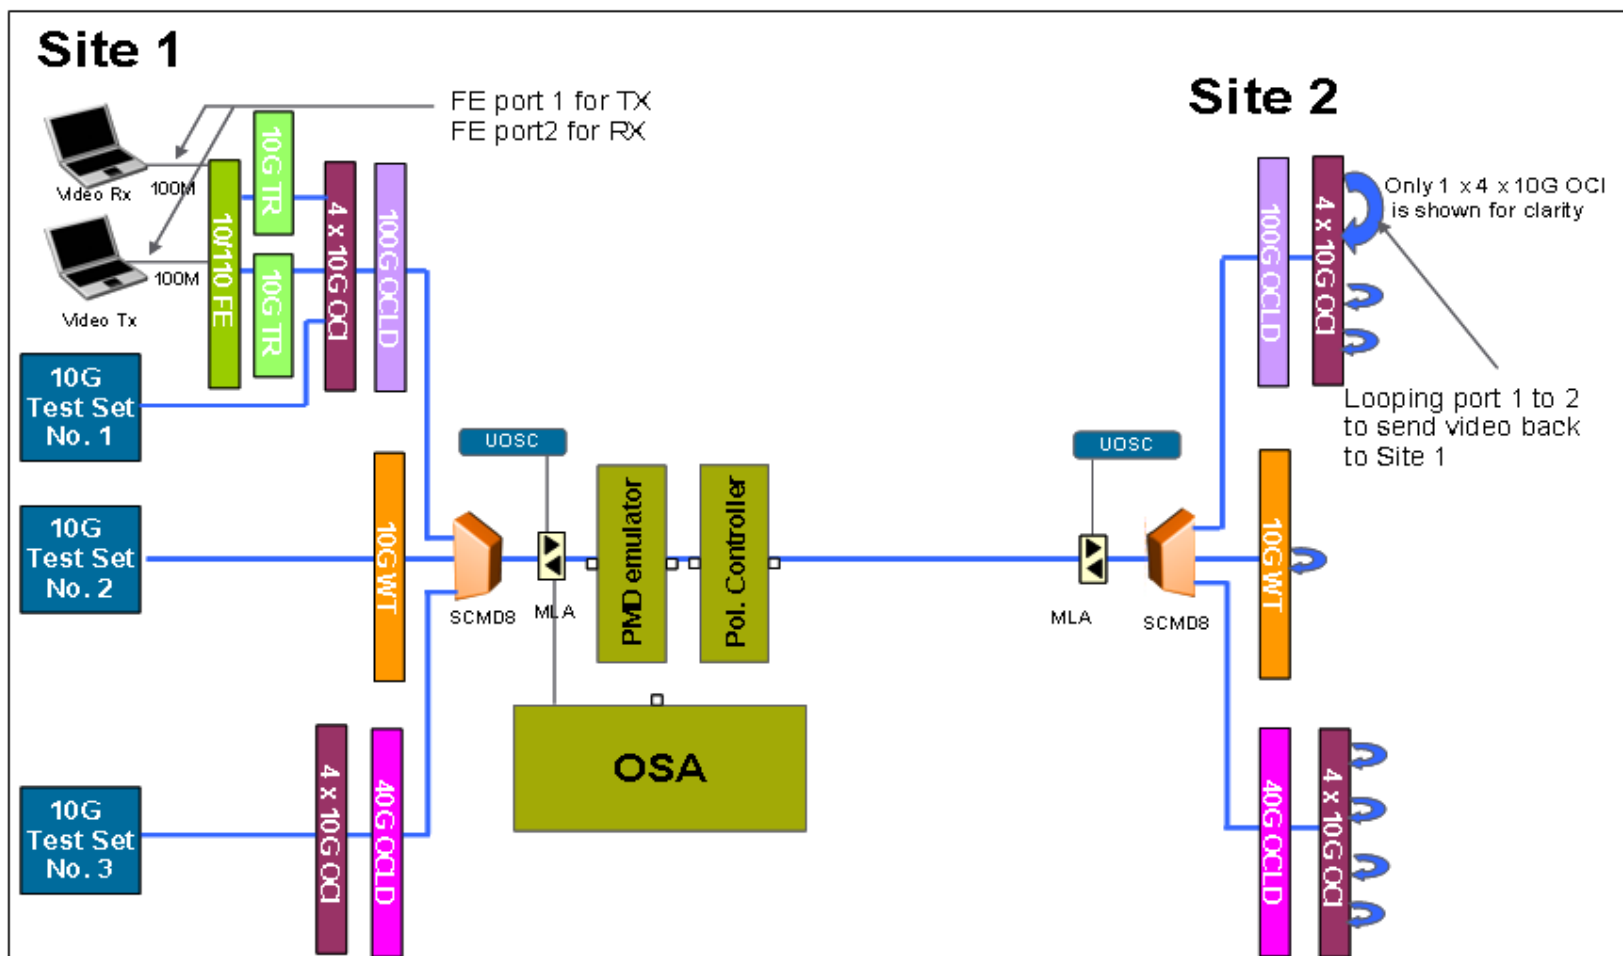 Site 1
FE port 1 for TX
FE port2 for RX
Video Rx
100M
Video Tx
100M
10/110 FE
10G TR
10G TR
4 x 10G OCI
100G OCLD
10G
Test Set
No. 1
10G
Test Set
No. 2
10G WT
10G
Test Set
No. 3
4 x 10G OCI
40G OCLD
SCMD8
UOSC
MLA
PMD emulator
Pol. Controller
OSA
Site 2
UOSC
MLA
SCMD8
100G OCLD
4 x 10G OCI
Only 1 x 4 x 10G OCI
is shown for clarity
Looping port 1 to 2
to send video back
to Site 1
10G WT
40G OCLD
4 x 10G OCI